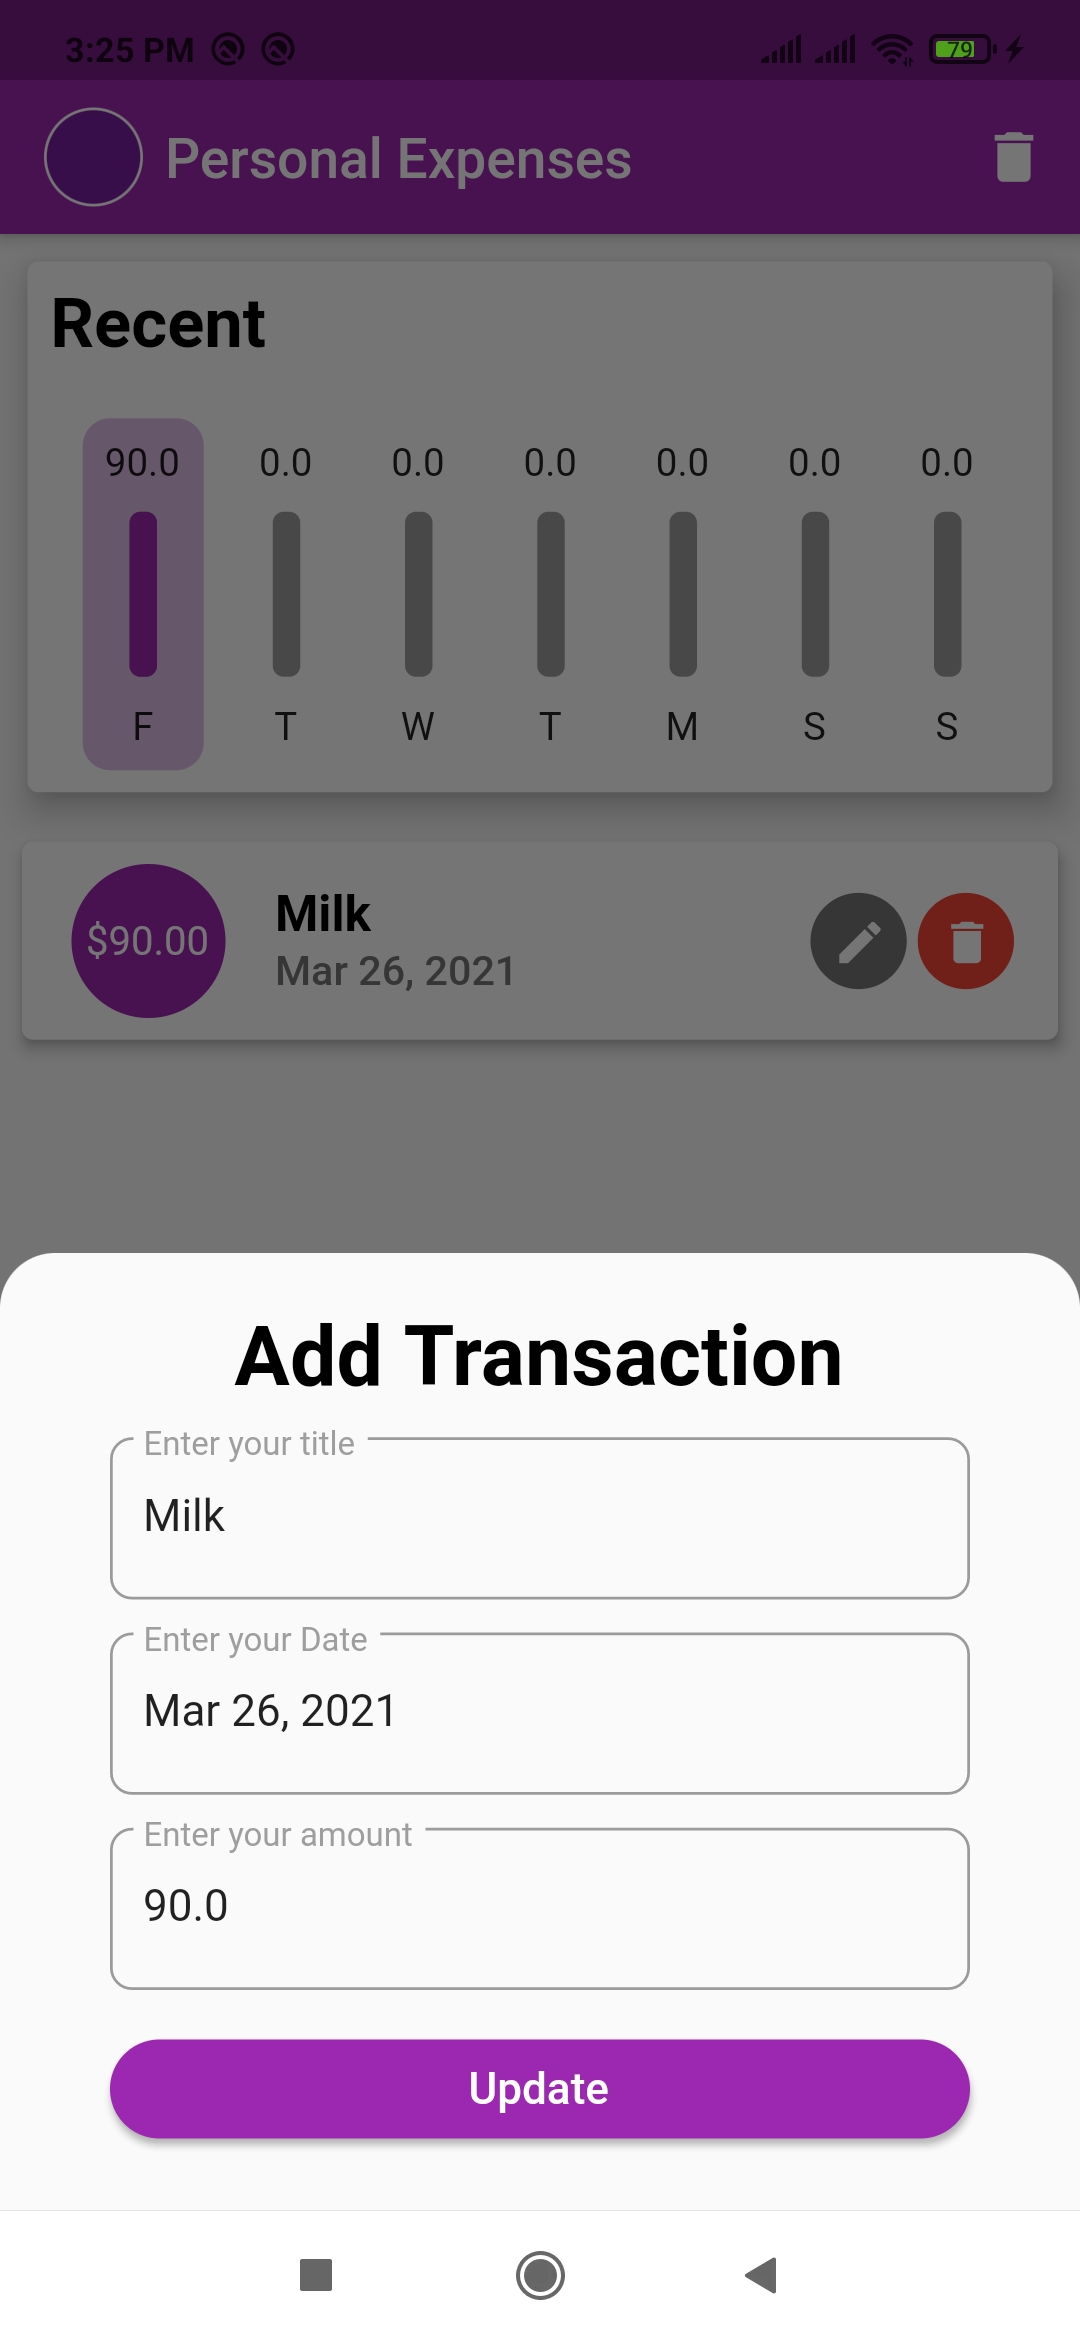 3:25 PM 79
Personal Expenses
Recent
90.0 0.0 0.0 0.0 0.0 0.0 0.0
F T W T M S S
$90.00
Milk
Mar 26, 2021
Add Transaction
Enter your title
Milk
Enter your Date
Mar 26, 2021
Enter your amount
90.0
Update